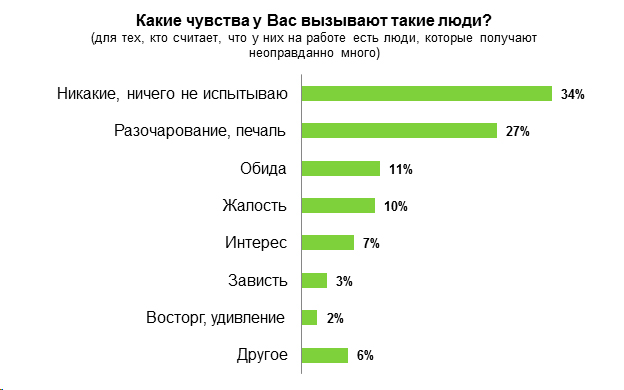 Какие чувства у Вас вызывают такие люди?
(для тех, кто считает, что у них на работе есть люди, которые получают
неоправданно много)
Никакие, ничего не испытываю 34%
Разочарование, печаль 27%
Обида 11%
Жалость 10%
Интерес 7%
Зависть 3%
Восторг, удивление 2%
Другое 6%